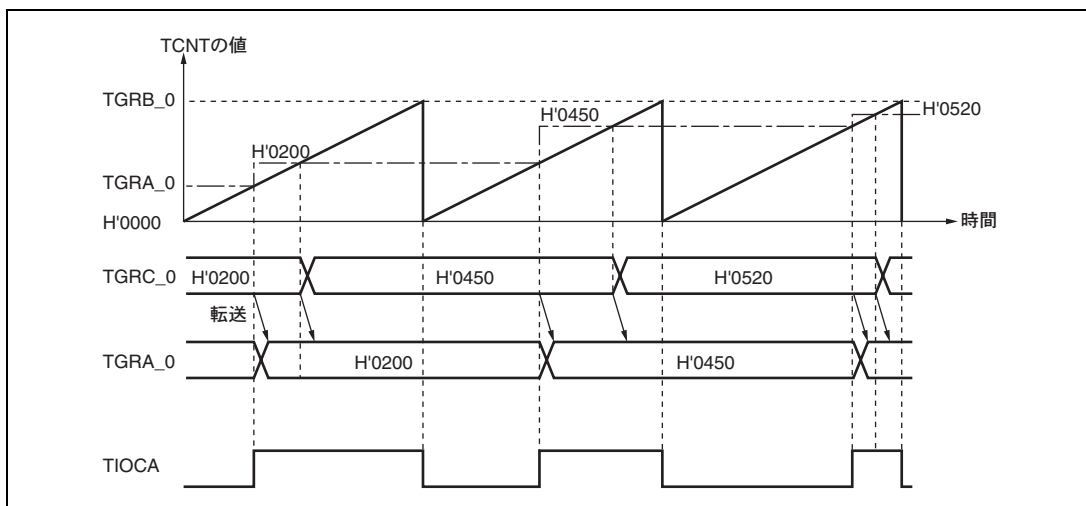 TCNTの値
TGRB_0
H'0450
H'0520
H'0200
TGRA_0
H'0000
時間
TGRC_0
H'0200
H'0450
H'0520
転送
TGRA_0
H'0200
H'0450
TIOCA